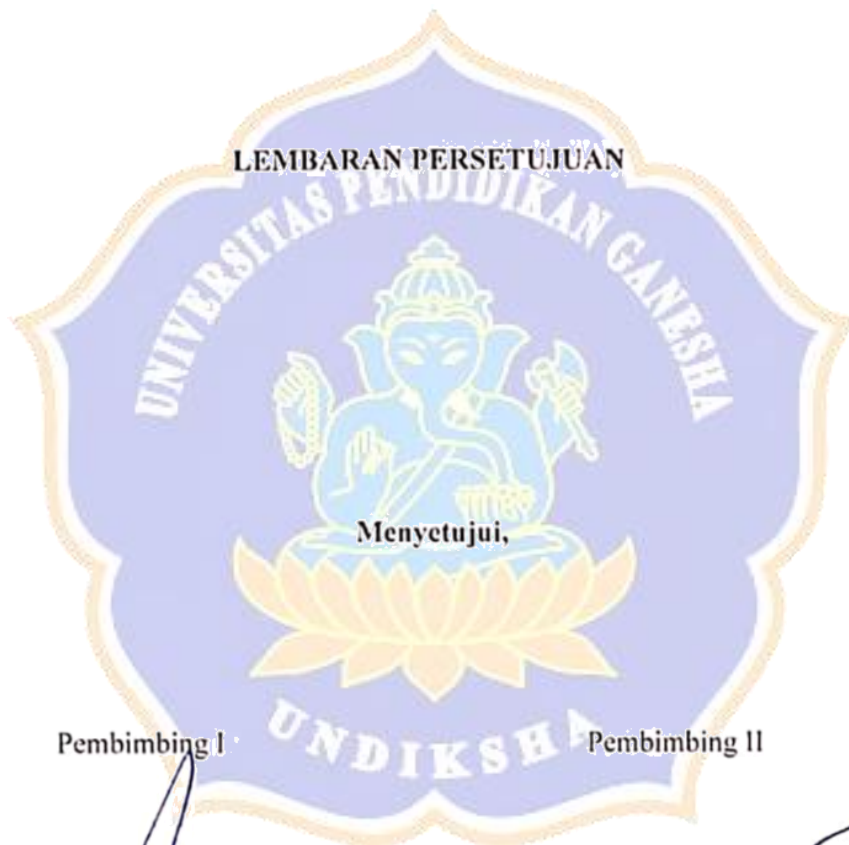 LEMBARAN PERSETUJUAN
UNIVERSITAS PENDIDIKAN GANESHA
Menyetujui,
UNDIKSHA
Pembimbing I
Pembimbing II